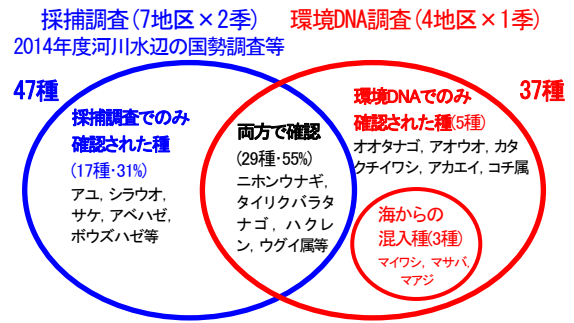 採捕調査(7地区×2季)
環境DNA調査(4地区×1季)
2014年度河川水辺の国勢調査等
47種
37種
採捕調査でのみ
確認された種
(17種･31%)
アユ, シラウオ,
サケ, アベハゼ,
ボウズハゼ等
両方で確認
(29種･55%)
ニホンウナギ,
タイリクバラタ
ナゴ, ハクレ
ン, ウグイ属等
環境DNAでのみ
確認された種(5種)
オオタナゴ, アオウオ, カタ
クチイワシ, アカエイ, コチ属
海からの
混入種(3種)
マイワシ, マサバ,
マアジ